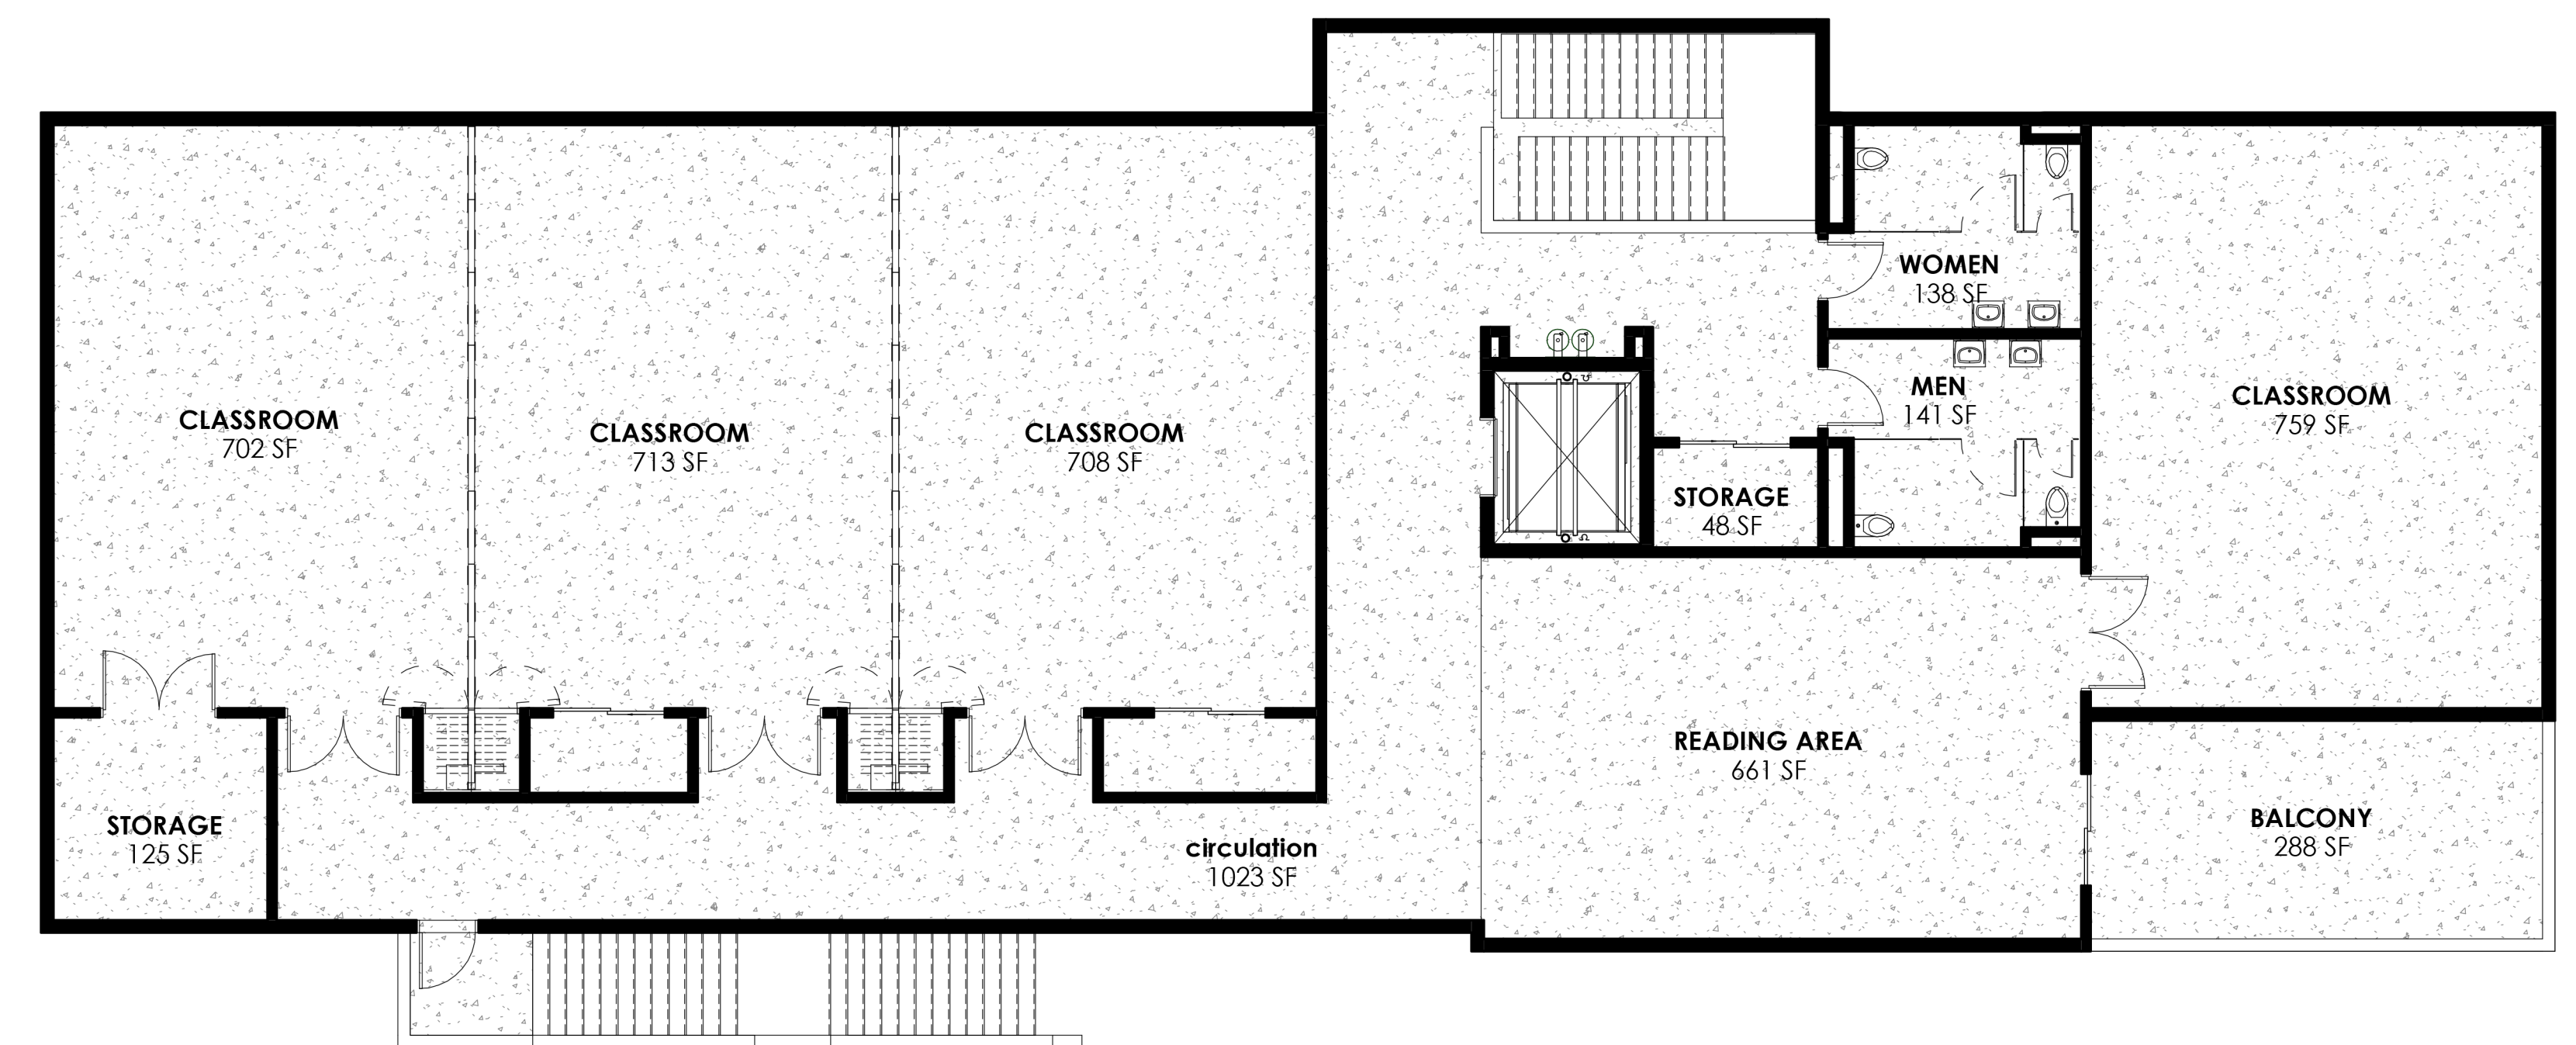 WOMEN
138 SF
MEN
141 SF
CLASSROOM
702 SF
CLASSROOM
713 SF
CLASSROOM
708 SF
CLASSROOM
759 SF
STORAGE
48 SF
READING AREA
661 SF
STORAGE
125 SF
circulation
1023 SF
BALCONY
288 SF